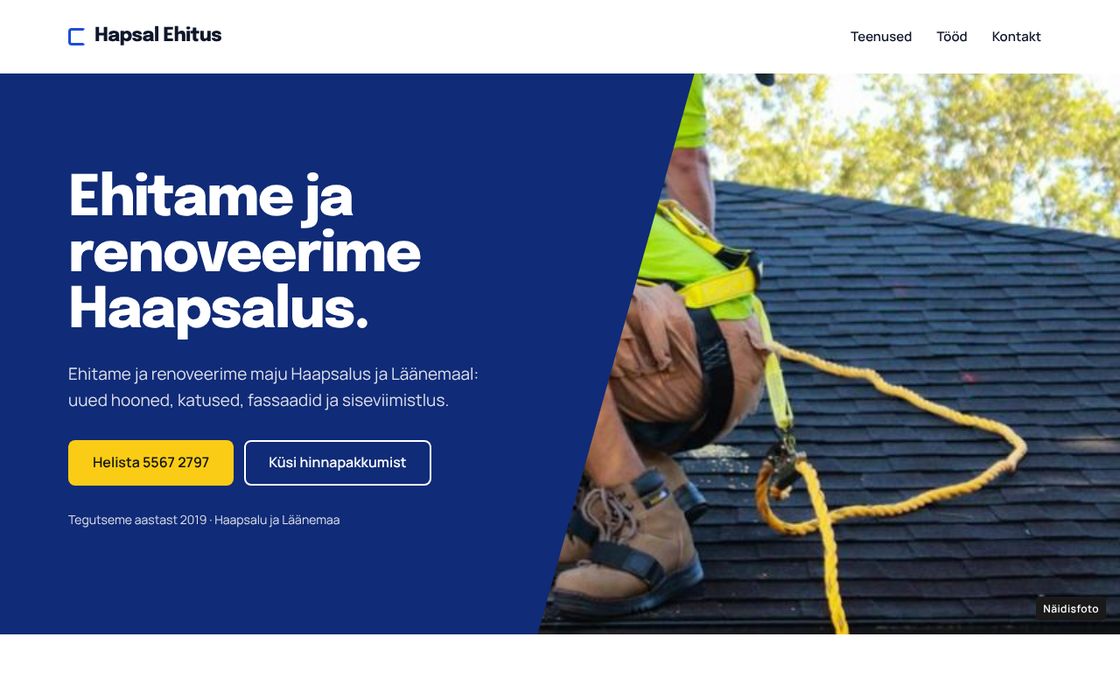 Hapsal Ehitus
Teenused Tööd Kontakt
Ehitame ja
renoveerime
Haapsalus.
Ehitame ja renoveerime maju Haapsalus ja Läänemaal:
uued hooned, katused, fassaadid ja siseviimistlus.
Helista 5567 2797 Küsi hinnapakkumist
Tegutseme aastast 2019 · Haapsalu ja Läänemaa
Näidisfoto